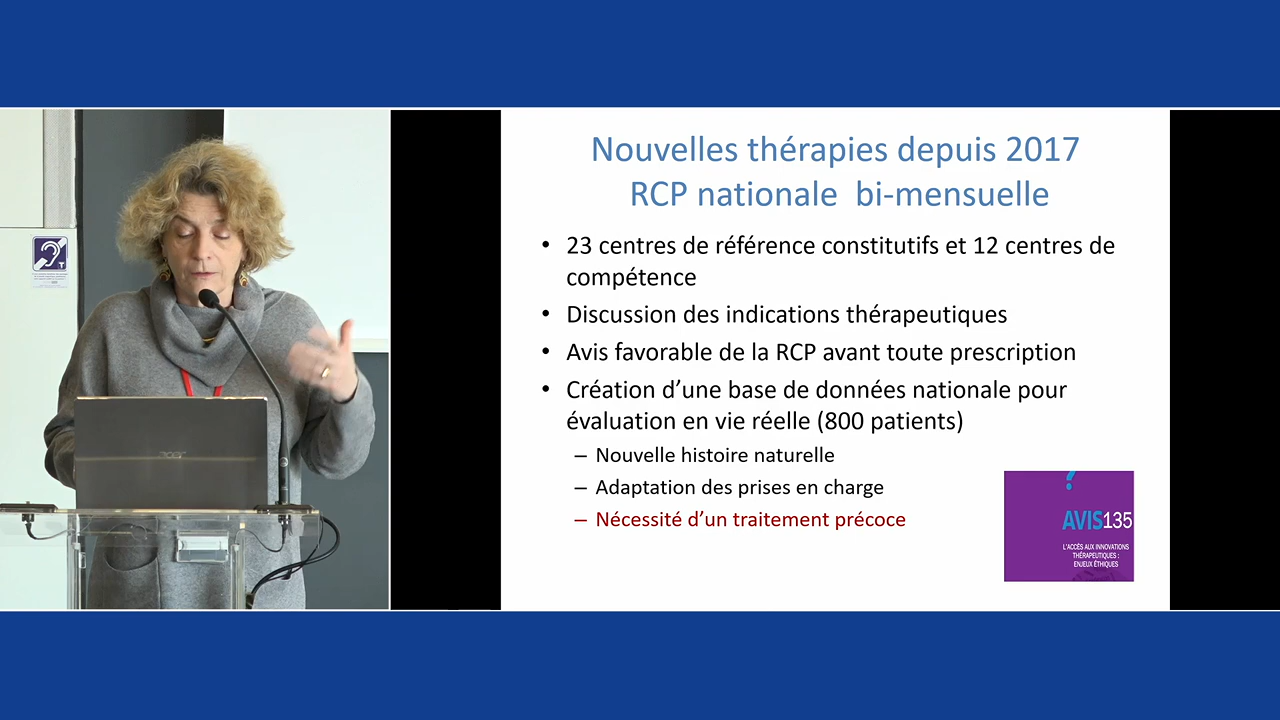 Nouvelles thérapies depuis 2017
RCP nationale bi-mensuelle
• 23 centres de référence constitutifs et 12 centres de
compétence
• Discussion des indications thérapeutiques
• Avis favorable de la RCP avant toute prescription
• Création d’une base de données nationale pour
évaluation en vie réelle (800 patients)
– Nouvelle histoire naturelle
– Adaptation des prises en charge
– Nécessité d’un traitement précoce
?
AVIS135
L'ACCÈS AUX INNOVATIONS
THÉRAPEUTIQUES :
ENJEUX ÉTHIQUES
acer
T